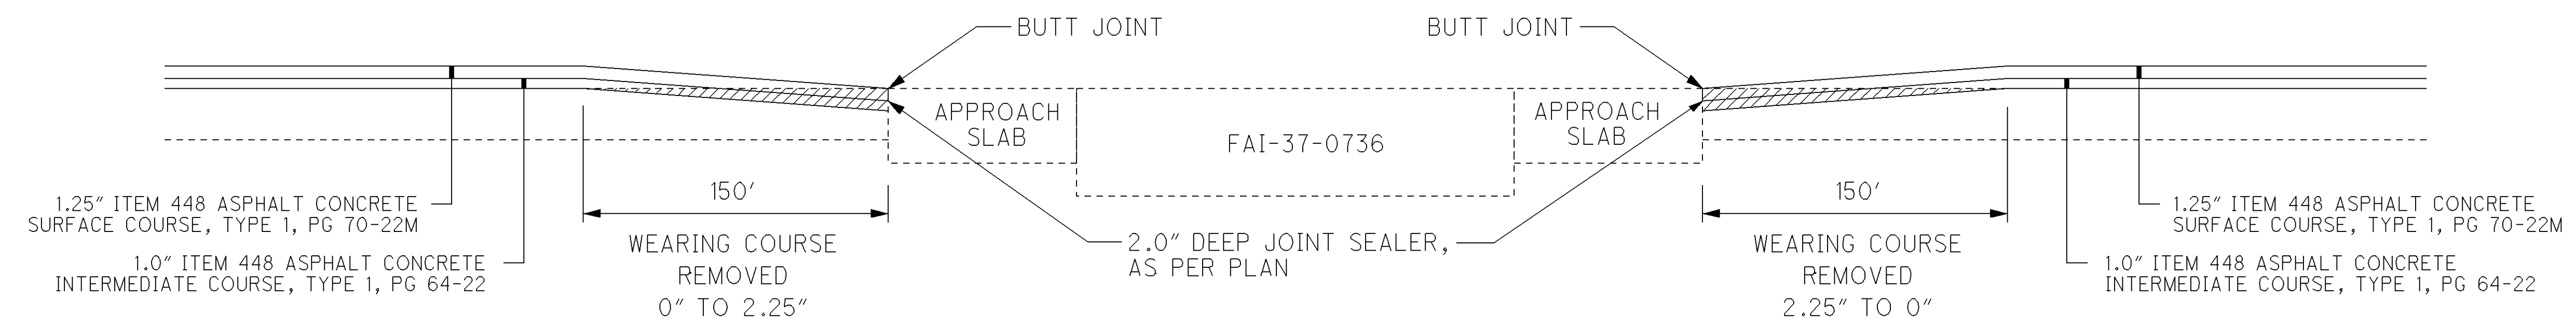 BUTT JOINT
BUTT JOINT
APPROACH
SLAB
FAI-37-0736
APPROACH
SLAB
150'
150'
1.25" ITEM 448 ASPHALT CONCRETE
SURFACE COURSE, TYPE 1, PG 70-22M
1.0" ITEM 448 ASPHALT CONCRETE
INTERMEDIATE COURSE, TYPE 1, PG 64-22
WEARING COURSE
REMOVED
0" TO 2.25"
2.0" DEEP JOINT SEALER,
AS PER PLAN
WEARING COURSE
REMOVED
2.25" TO 0"
1.25" ITEM 448 ASPHALT CONCRETE
SURFACE COURSE, TYPE 1, PG 70-22M
1.0" ITEM 448 ASPHALT CONCRETE
INTERMEDIATE COURSE, TYPE 1, PG 64-22